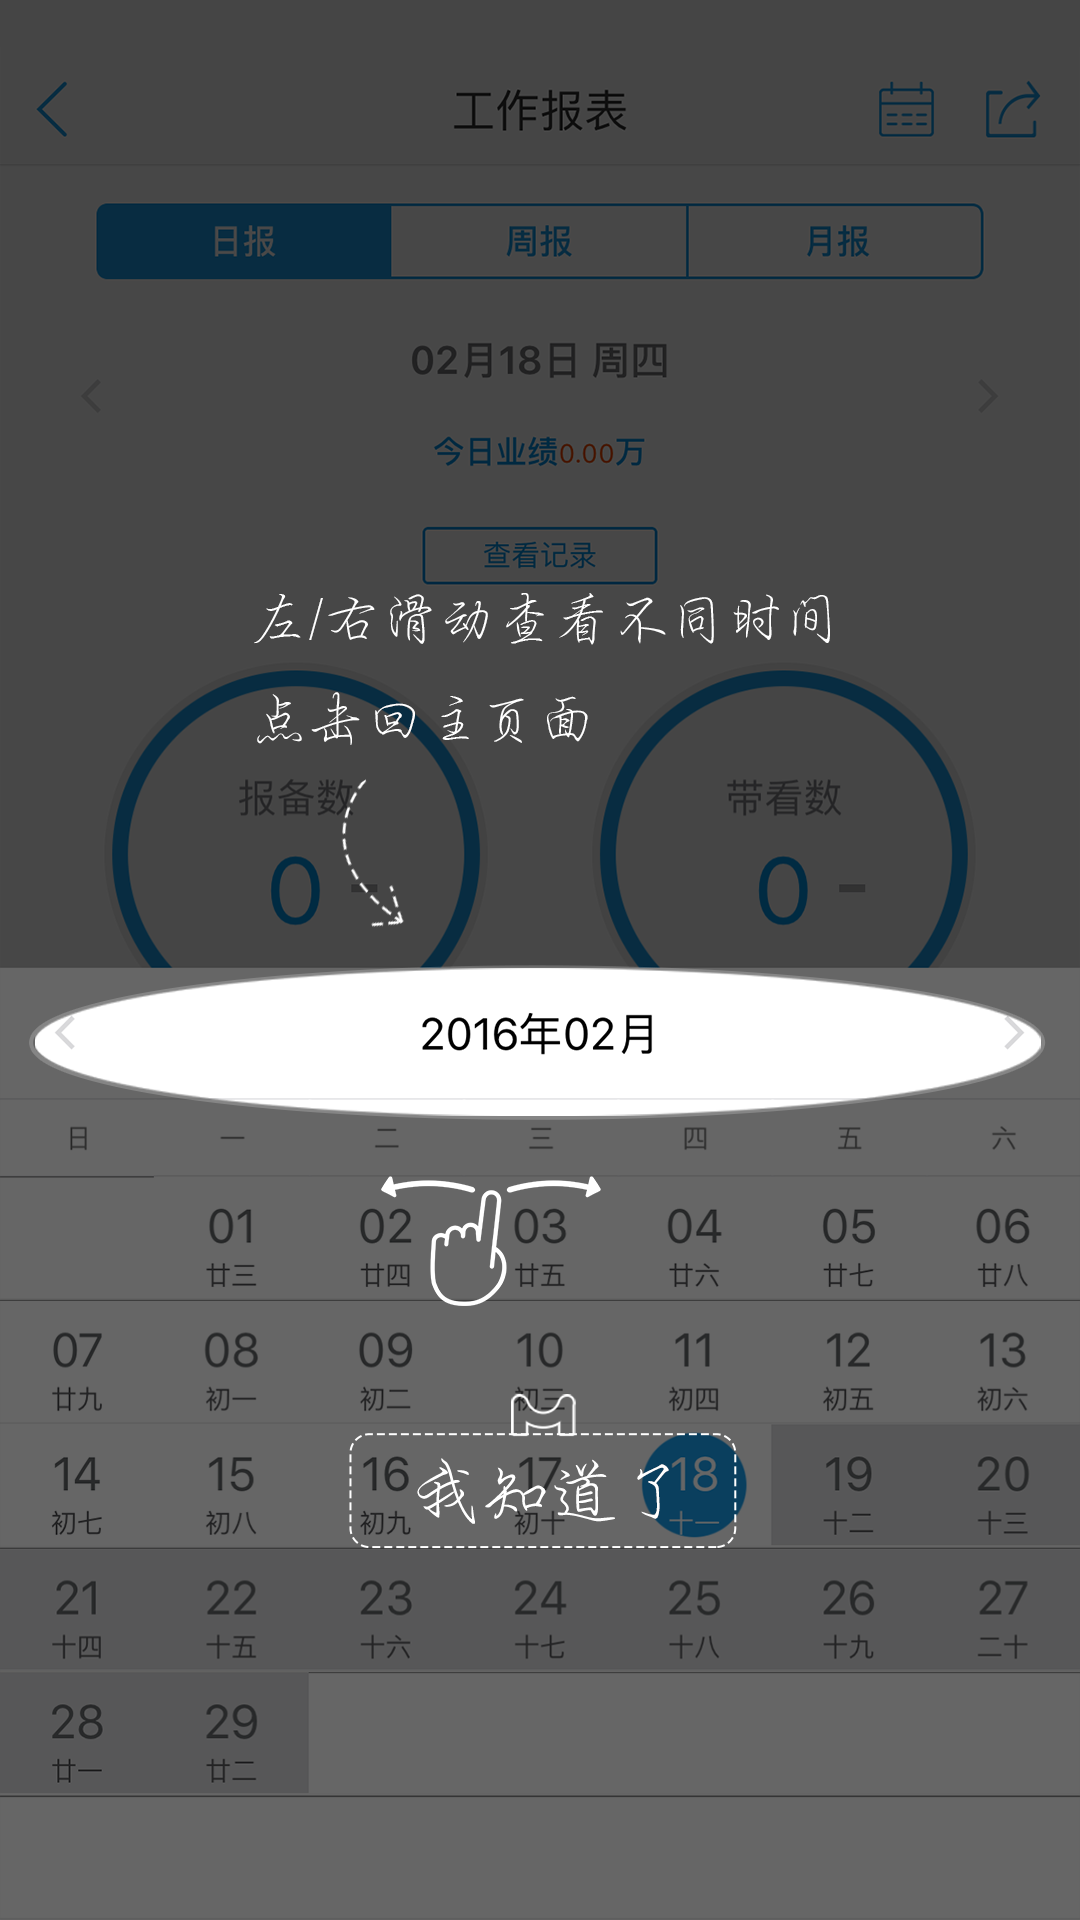 工作报表
日报 周报 月报
02月18日 周四
今日业绩0.00万
查看记录
左/右滑动查看不同时间
点击回主页面
报备数 带看数
0 - 0 -
2016年02月
日 一 二 三 四 五 六
01 02 03 04 05 06
廿三 廿四 廿五 廿六 廿七 廿八
07 08 09 10 11 12 13
廿九 初一 初二 初三 初四 初五 初六
14 15 16 17 18 19 20
初七 初八 初九 初十 十一 十二 十三
我知道了
21 22 23 24 25 26 27
十四 十五 十六 十七 十八 十九 二十
28 29
廿一 廿二